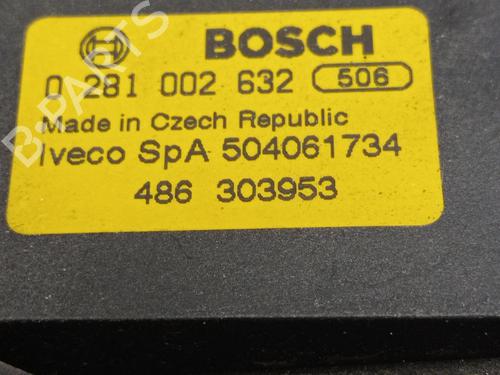 BOSCH
0 281 002 632 506
Made in Czech Republic
Iveco SpA 504061734
486 303953
B-PARTS